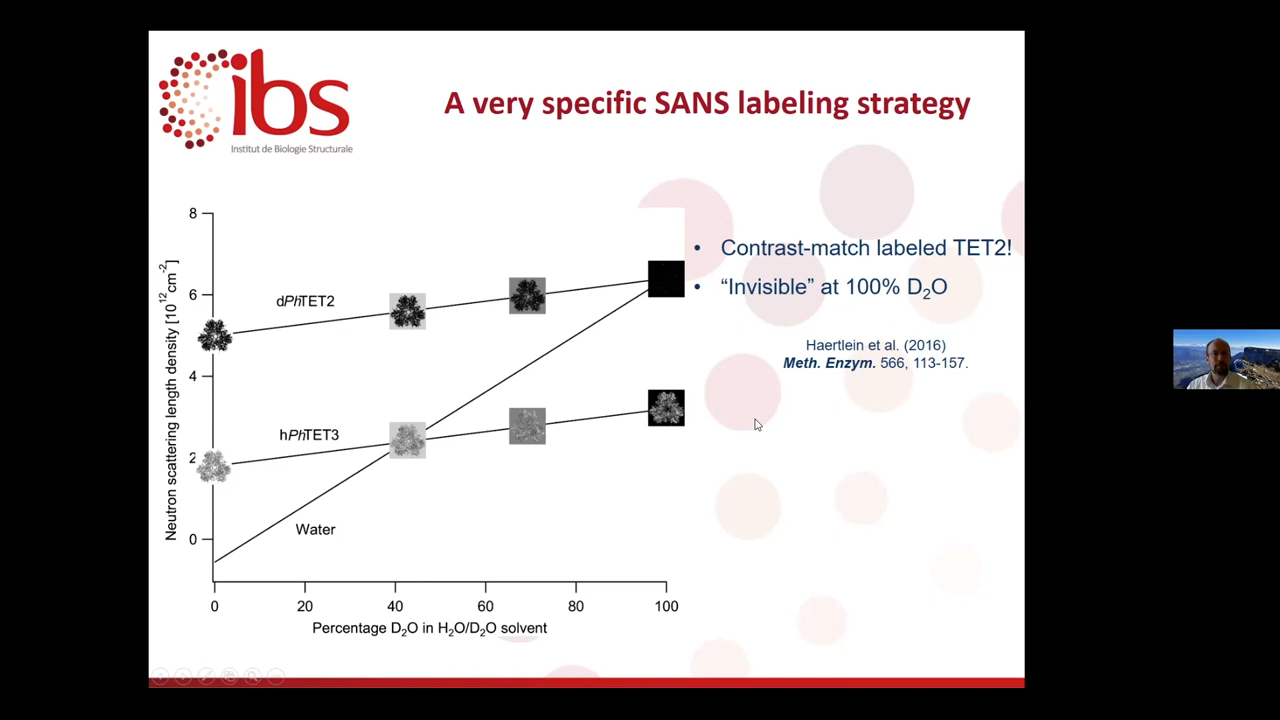 ibs
Institut de Biologie Structurale
A very specific SANS labeling strategy
8
6
4
2
0
Neutron scattering length density [10¹² cm⁻²]
dPhTET2
hPhTET3
Water
0 20 40 60 80 100
Percentage D₂O in H₂O/D₂O solvent
• Contrast-match labeled TET2!
• “Invisible” at 100% D₂O
Haertlein et al. (2016)
Meth. Enzym. 566, 113-157.